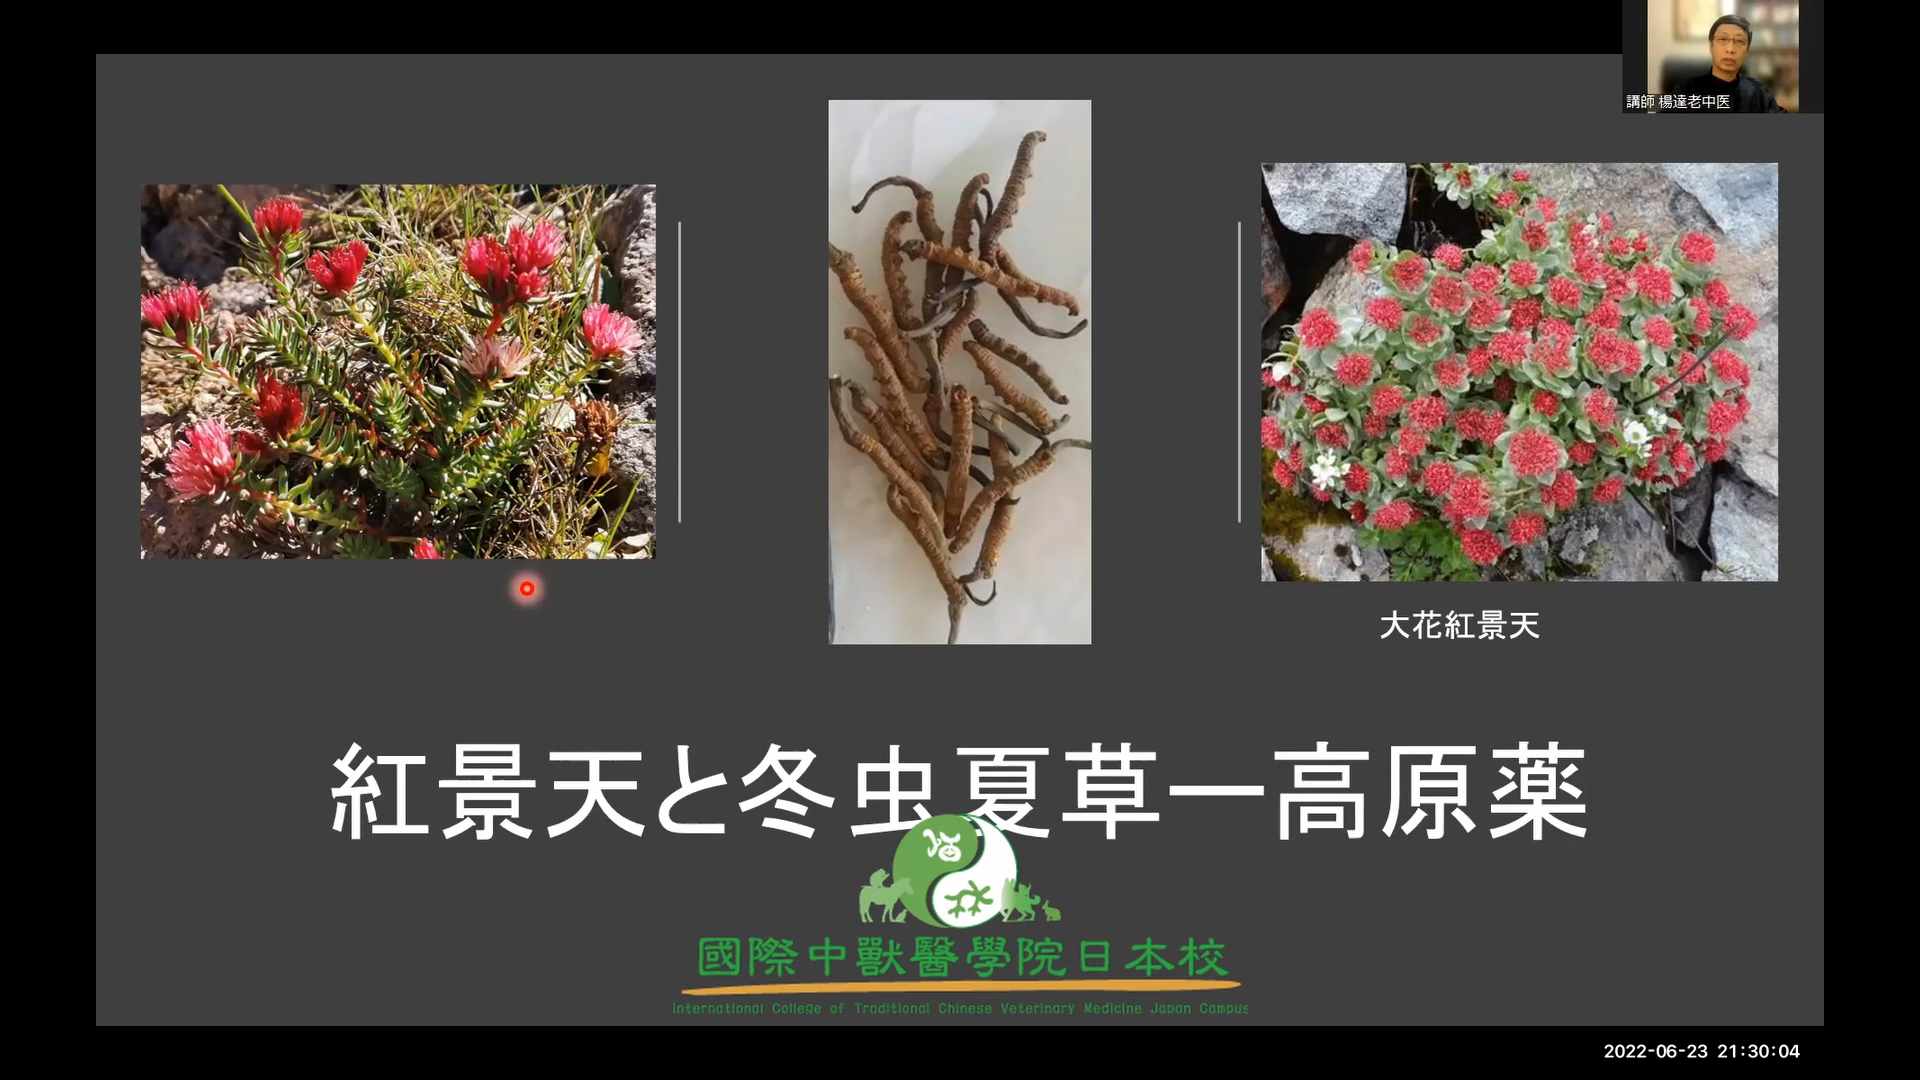 講師 楊達老中医
大花紅景天
紅景天と冬虫夏草—高原薬
國際中獸醫學院日本校
International College of Traditional Chinese Veterinary Medicine Japan Campus
2022-06-23 21:30:04